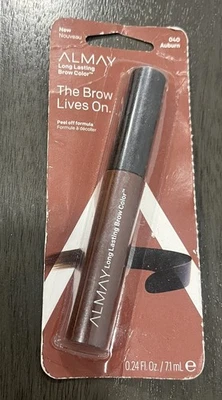 New
Nouveau
040
Auburn
ALMAY
Long Lasting
Brow Color™
The Brow
Lives On.
Peel off formula
Formule à décoller
ALMAY Long Lasting Brow Color™
0.24 Fl. Oz. / 7.1 mL e